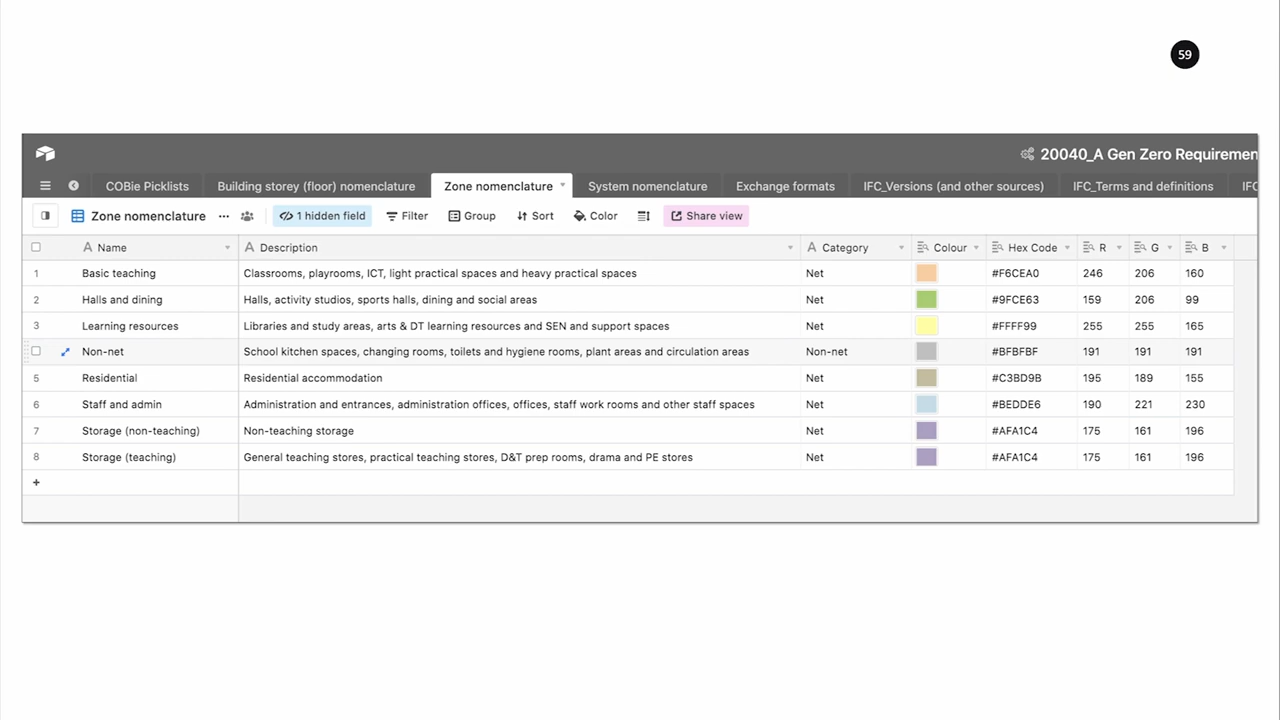 59
20040_A Gen Zero Requiremen
COBie Picklists Building storey (floor) nomenclature Zone nomenclature System nomenclature Exchange formats IFC_Versions (and other sources) IFC_Terms and definitions IFC
Zone nomenclature ... 1 hidden field Filter Group Sort Color Share view
A Name A Description A Category Colour Hex Code R G B
1 Basic teaching Classrooms, playrooms, ICT, light practical spaces and heavy practical spaces Net #F6CEA0 246 206 160
2 Halls and dining Halls, activity studios, sports halls, dining and social areas Net #9FCE63 159 206 99
3 Learning resources Libraries and study areas, arts & DT learning resources and SEN and support spaces Net #FFFF99 255 255 165
Non-net School kitchen spaces, changing rooms, toilets and hygiene rooms, plant areas and circulation areas Non-net #BFBFBF 191 191 191
5 Residential Residential accommodation Net #C3BD9B 195 189 155
6 Staff and admin Administration and entrances, administration offices, offices, staff work rooms and other staff spaces Net #BEDDE6 190 221 230
7 Storage (non-teaching) Non-teaching storage Net #AFA1C4 175 161 196
8 Storage (teaching) General teaching stores, practical teaching stores, D&T prep rooms, drama and PE stores Net #AFA1C4 175 161 196
+